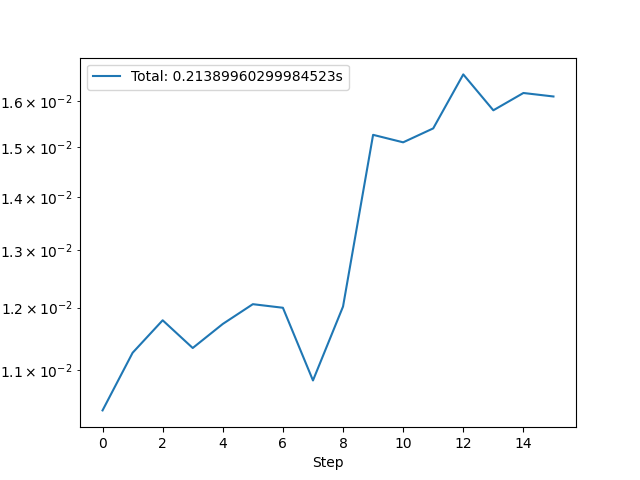 Total: 0.21389960299984523s
1.6 × 10⁻²
1.5 × 10⁻²
1.4 × 10⁻²
1.3 × 10⁻²
1.2 × 10⁻²
1.1 × 10⁻²
0 2 4 6 8 10 12 14
Step